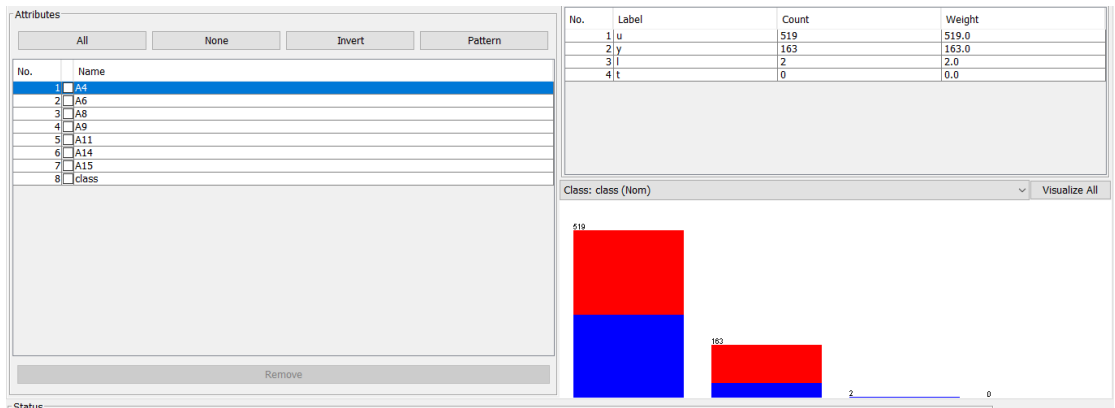 Attributes
All None Invert Pattern
No. Name
1 A4
2 A6
3 A8
4 A9
5 A11
6 A14
7 A15
8 class
Remove
Status
No. Label Count Weight
1 u 519 519.0
2 y 163 163.0
3 l 2 2.0
4 t 0 0.0
Class: class (Nom) Visualize All
519
163
2
0